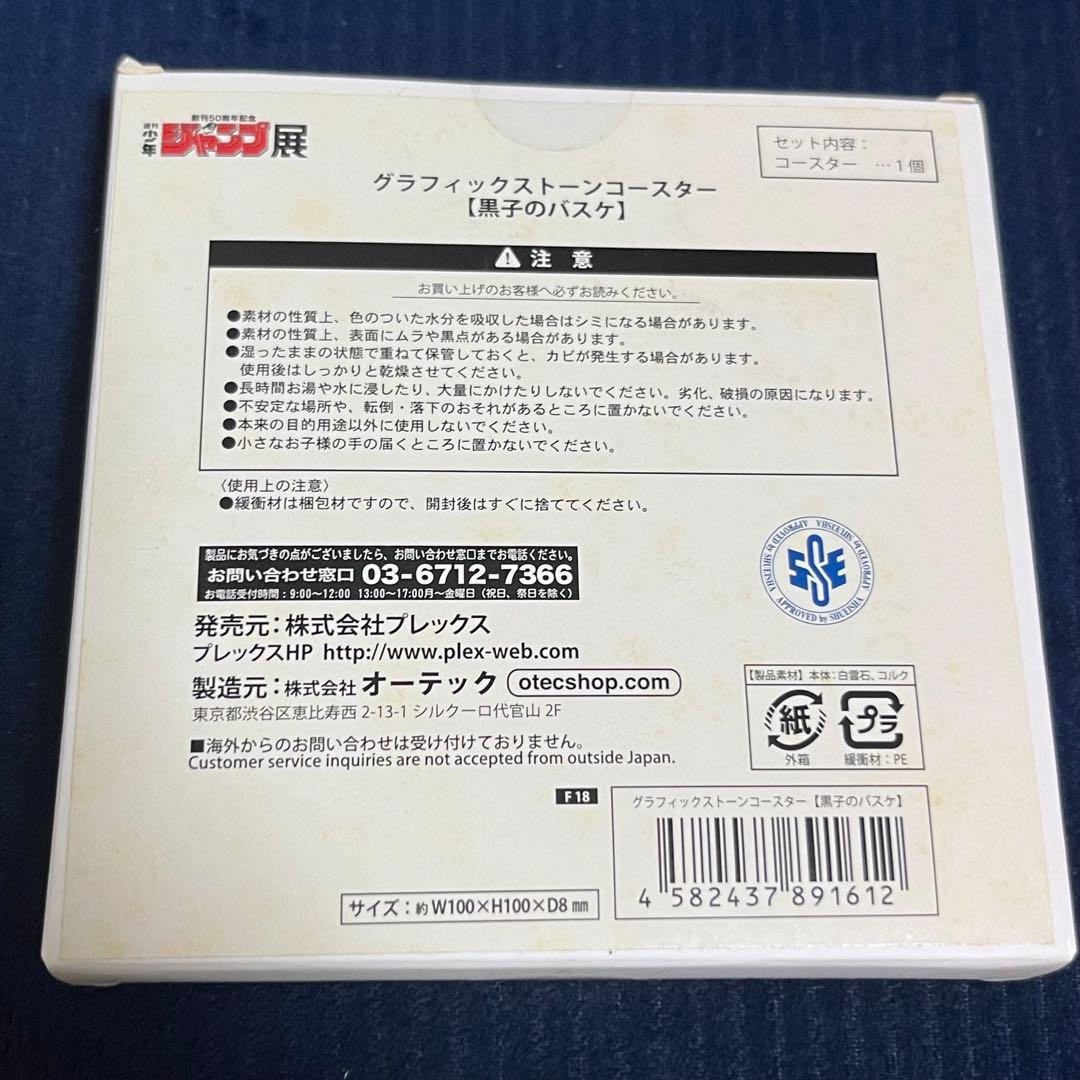 創刊50周年記念
週刊少年ジャンプ展
セット内容：
コースター …1個
グラフィックストーンコースター
【黒子のバスケ】
注 意
お買い上げのお客様へ必ずお読みください。
●素材の性質上、色のついた水分を吸収した場合はシミになる場合があります。
●素材の性質上、表面にムラや黒点がある場合があります。
●湿ったままの状態で重ねて保管しておくと、カビが発生する場合があります。
使用後はしっかりと乾燥させてください。
●長時間お湯や水に浸したり、大量にかけたりしないでください。劣化、破損の原因になります。
●不安定な場所や、転倒・落下のおそれがあるところに置かないでください。
●本来の目的用途以外に使用しないでください。
●小さなお子様の手の届くところに置かないでください。
〈使用上の注意〉
●緩衝材は梱包材ですので、開封後はすぐに捨ててください。
製品にお気づきの点がございましたら、お問い合わせ窓口までお電話ください。
お問い合わせ窓口 03-6712-7366
お電話受付時間：9:00～12:00 13:00～17:00月～金曜日（祝日、祭日を除く）
APPROVED by SHUEISHA APPROVED by SHUEISHA APPROVED by SHUEISHA
SSE
発売元：株式会社プレックス
プレックスHP http://www.plex-web.com
製造元：株式会社 オーテック otecshop.com
東京都渋谷区恵比寿西 2-13-1 シルクーロ代官山 2F
■海外からのお問い合わせは受け付けておりません。
Customer service inquiries are not accepted from outside Japan.
【製品素材】本体：白雲石、コルク
紙 プラ
外箱 緩衝材：PE
F18
グラフィックストーンコースター【黒子のバスケ】
4 582437 891612
サイズ：約 W100×H100×D8㎜